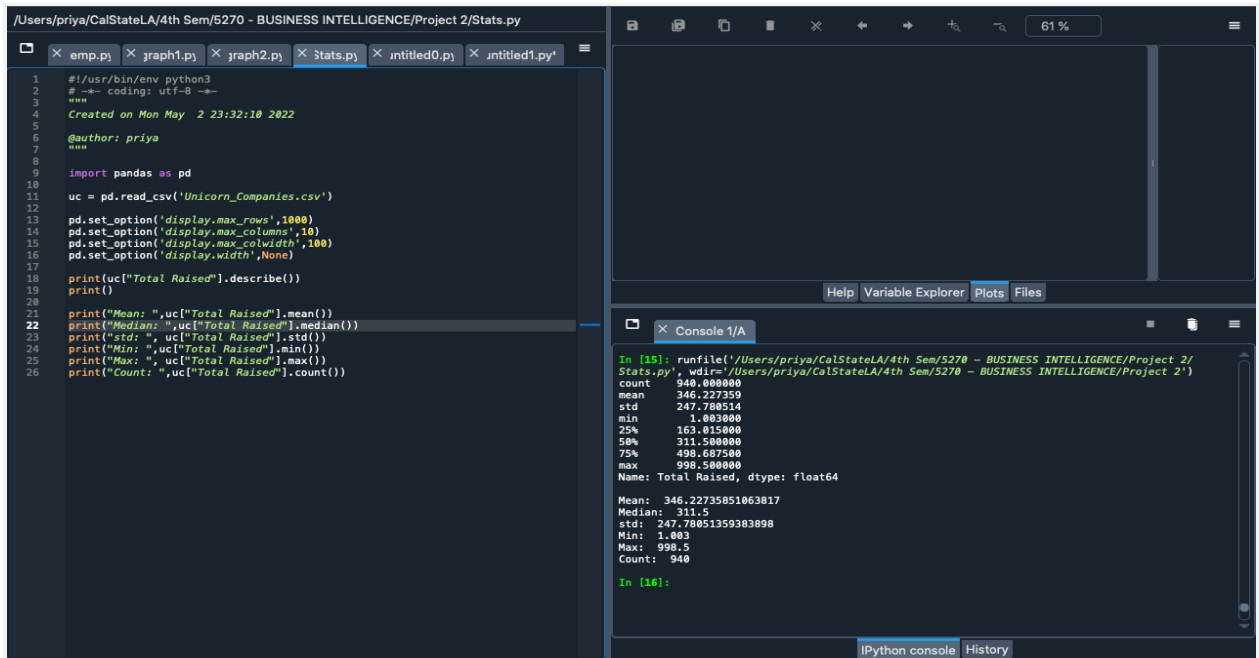 /Users/priya/CalStateLA/4th Sem/5270 - BUSINESS INTELLIGENCE/Project 2/Stats.py
emp.py graph1.py graph2.py Stats.py untitled0.py untitled1.py*
1 #!/usr/bin/env python3
2 # -*- coding: utf-8 -*-
3 """
4 Created on Mon May  2 23:32:10 2022
5
6 @author: priya
7 """
8
9 import pandas as pd
10
11 uc = pd.read_csv('Unicorn_Companies.csv')
12
13 pd.set_option('display.max_rows',1000)
14 pd.set_option('display.max_columns',10)
15 pd.set_option('display.max_colwidth',100)
16 pd.set_option('display.width',None)
17
18 print(uc["Total Raised"].describe())
19 print()
20
21 print("Mean: ",uc["Total Raised"].mean())
22 print("Median: ",uc["Total Raised"].median())
23 print("std: ", uc["Total Raised"].std())
24 print("Min: ",uc["Total Raised"].min())
25 print("Max: ", uc["Total Raised"].max())
26 print("Count: ",uc["Total Raised"].count())
61 %
Help Variable Explorer Plots Files
Console 1/A
In [15]: runfile('/Users/priya/CalStateLA/4th Sem/5270 - BUSINESS INTELLIGENCE/Project 2/
Stats.py', wdir='/Users/priya/CalStateLA/4th Sem/5270 - BUSINESS INTELLIGENCE/Project 2')
count 940.000000
mean 346.227359
std 247.780514
min 1.003000
25% 163.015000
50% 311.500000
75% 498.687500
max 998.500000
Name: Total Raised, dtype: float64
Mean:  346.22735851063817
Median:  311.5
std:  247.78051359383898
Min:  1.003
Max:  998.5
Count:  940
In [16]:
IPython console History